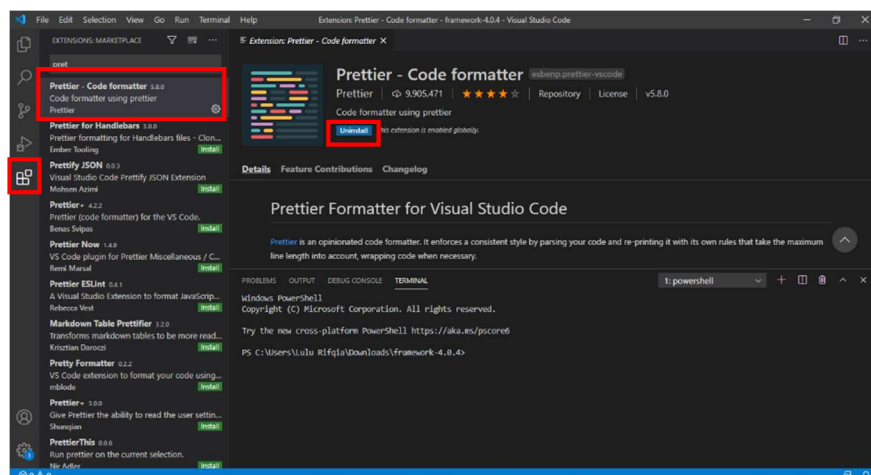 File Edit Selection View Go Run Terminal Help
Extension: Prettier - Code formatter - framework-4.0.4 - Visual Studio Code
EXTENSIONS: MARKETPLACE
pret
Prettier - Code formatter 5.8.0
Code formatter using prettier
Prettier
Prettier for Handlebars 3.0.0
Prettier formatting for Handlebars files - Clon...
Ember Tooling Install
Prettify JSON 0.0.3
Visual Studio Code Prettify JSON Extension
Mohsen Azimi Install
Prettier+ 4.2.2
Prettier (code formatter) for the VS Code.
Benas Svipas Install
Prettier Now 1.4.9
VS Code plugin for Prettier Miscellaneous / C...
Remi Marsal Install
Prettier ESLint 0.4.1
A Visual Studio Extension to format JavaScrip...
Rebecca Vest Install
Markdown Table Prettifier 3.2.0
Transforms markdown tables to be more read...
Krisztian Daroczi Install
Pretty Formatter 0.2.2
VS Code extension to format your code using...
mblode Install
Prettier+ 3.0.0
Give Prettier the ability to read the user settin...
Shunqian Install
PrettierThis 0.0.6
Run prettier on the current selection.
Nir Adler Install
Extension: Prettier - Code formatter
Prettier - Code formatter esbenp.prettier-vscode
Prettier 9.905.471 Repository License v5.8.0
Code formatter using prettier
Uninstall This extension is enabled globally.
Details Feature Contributions Changelog
Prettier Formatter for Visual Studio Code
Prettier is an opinionated code formatter. It enforces a consistent style by parsing your code and re-printing it with its own rules that take the maximum
line length into account, wrapping code when necessary.
PROBLEMS OUTPUT DEBUG CONSOLE TERMINAL 1: powershell
Windows PowerShell
Copyright (C) Microsoft Corporation. All rights reserved.
Try the new cross-platform PowerShell https://aka.ms/pscore6
PS C:\Users\Lulu Rifqia\Downloads\framework-4.0.4>